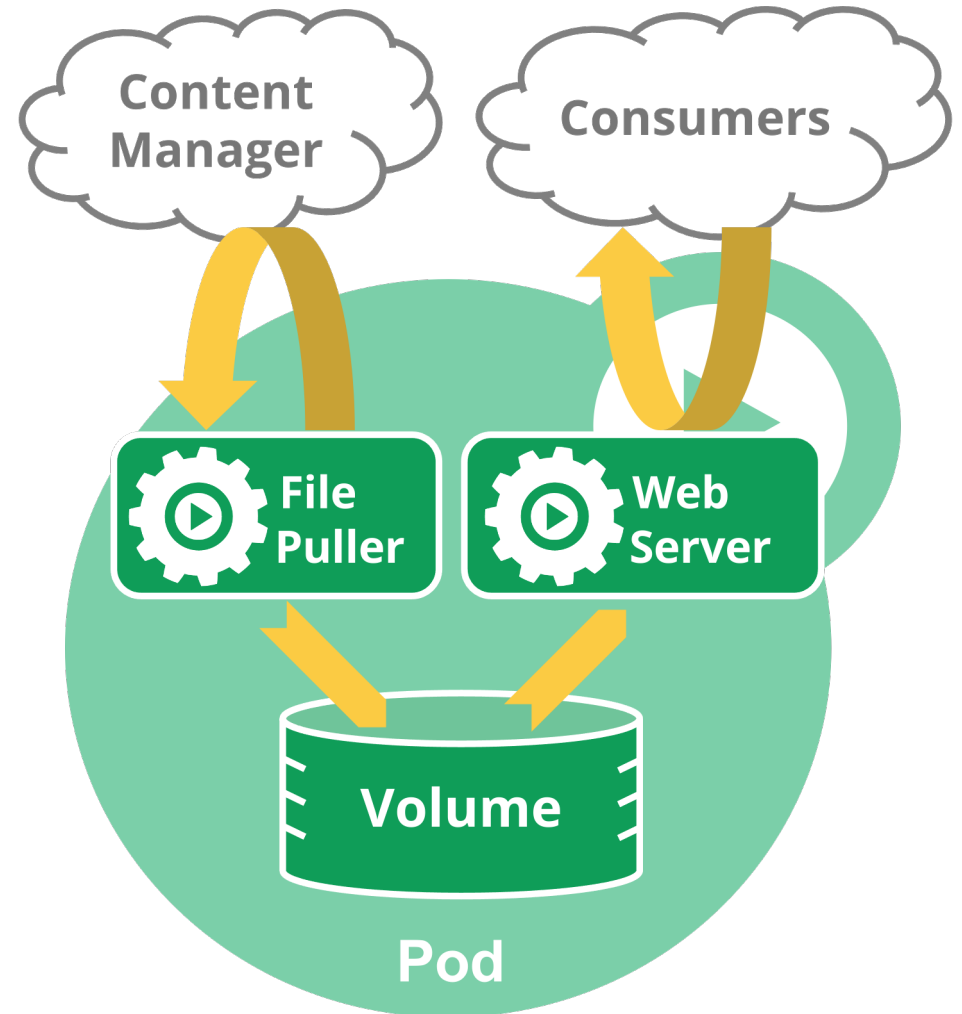 Content
Manager
Consumers
File
Puller
Web
Server
Volume
Pod